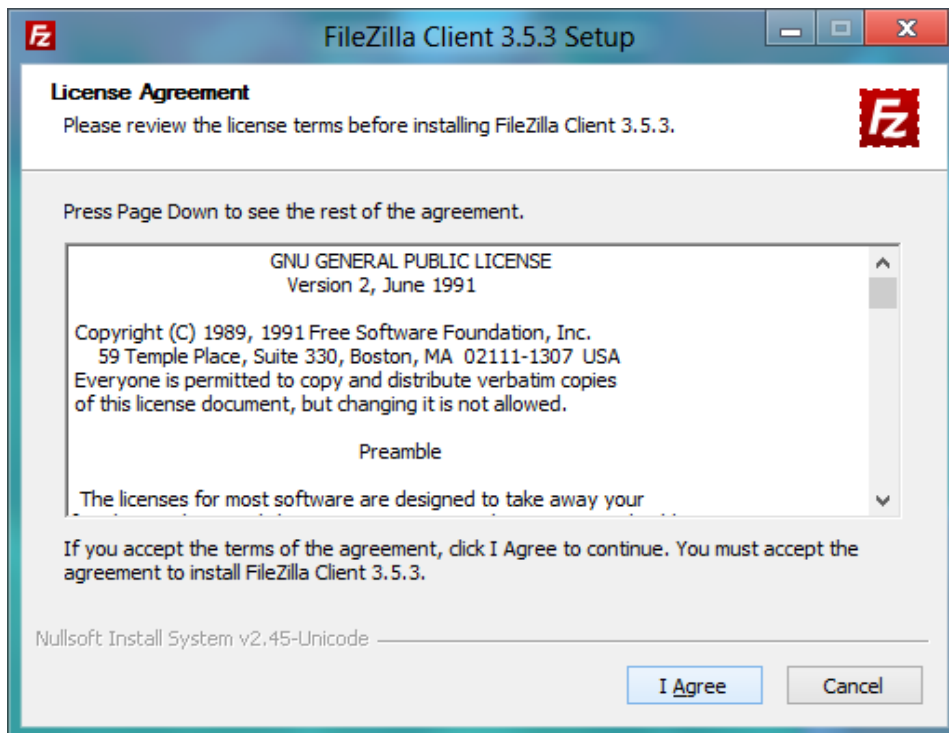 Fz
FileZilla Client 3.5.3 Setup
License Agreement
Please review the license terms before installing FileZilla Client 3.5.3.
Fz
Press Page Down to see the rest of the agreement.
GNU GENERAL PUBLIC LICENSE
Version 2, June 1991
Copyright (C) 1989, 1991 Free Software Foundation, Inc.
59 Temple Place, Suite 330, Boston, MA 02111-1307 USA
Everyone is permitted to copy and distribute verbatim copies
of this license document, but changing it is not allowed.
Preamble
The licenses for most software are designed to take away your
If you accept the terms of the agreement, click I Agree to continue. You must accept the
agreement to install FileZilla Client 3.5.3.
Nullsoft Install System v2.45-Unicode
I Agree
Cancel